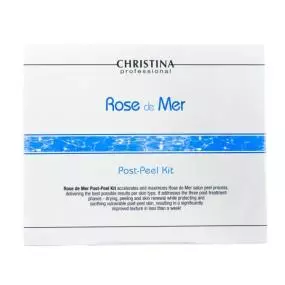 CHRISTINA
professional
Rose de Mer
Post-Peel Kit
Rose de Mer Post-Peel Kit accelerates and maximizes Rose de Mer salon peel process,
delivering the best possible results per skin type. It addresses the three post treatment
phases - drying, peeling and skin renewal while protecting and
soothing vulnerable post-peel skin, resulting in a significantly
improved texture in less than a week!